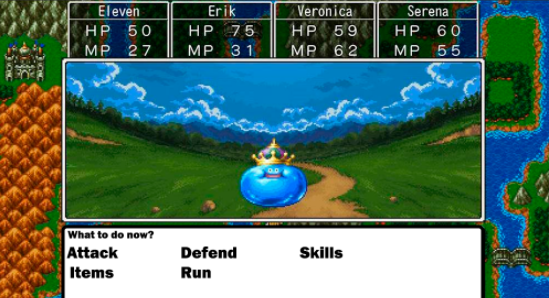 Eleven Erik Veronica Serena
HP 50 HP 75 HP 59 HP 60
MP 27 MP 31 MP 62 MP 55
What to do now?
Attack Defend Skills
Items Run